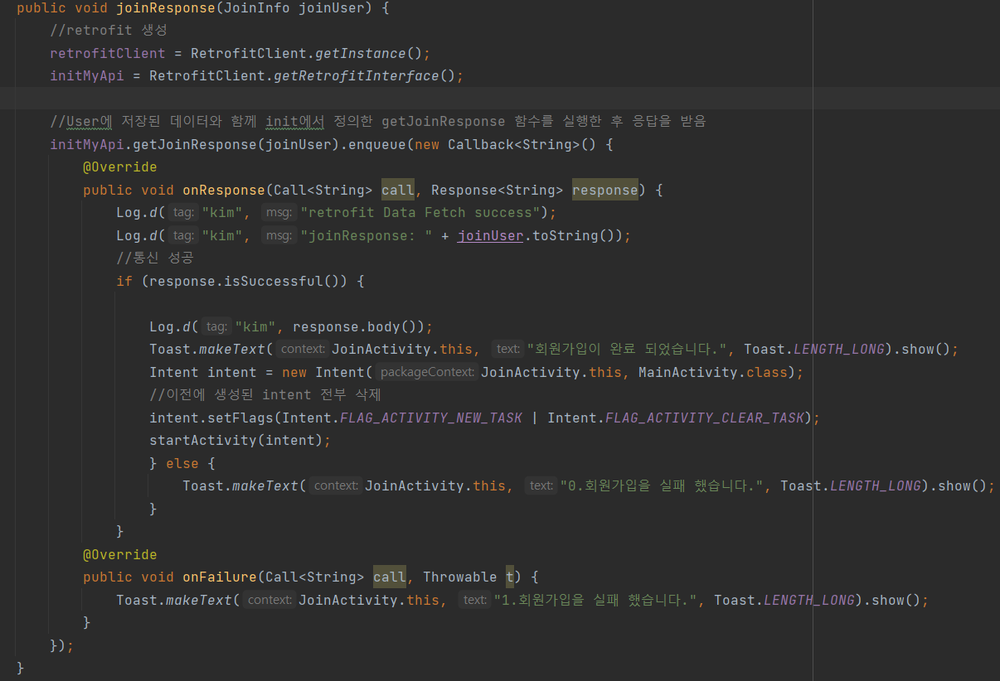 public void joinResponse(JoinInfo joinUser) {
//retrofit 생성
retrofitClient = RetrofitClient.getInstance();
initMyApi = RetrofitClient.getRetrofitInterface();
//User에 저장된 데이터와 함께 init에서 정의한 getJoinResponse 함수를 실행한 후 응답을 받음
initMyApi.getJoinResponse(joinUser).enqueue(new Callback<String>() {
@Override
public void onResponse(Call<String> call, Response<String> response) {
Log.d( tag: "kim", msg: "retrofit Data Fetch success");
Log.d( tag: "kim", msg: "joinResponse: " + joinUser.toString());
//통신 성공
if (response.isSuccessful()) {
Log.d( tag: "kim", response.body());
Toast.makeText( context: JoinActivity.this, text: "회원가입이 완료 되었습니다.", Toast.LENGTH_LONG).show();
Intent intent = new Intent( packageContext: JoinActivity.this, MainActivity.class);
//이전에 생성된 intent 전부 삭제
intent.setFlags(Intent.FLAG_ACTIVITY_NEW_TASK | Intent.FLAG_ACTIVITY_CLEAR_TASK);
startActivity(intent);
} else {
Toast.makeText( context: JoinActivity.this, text: "0.회원가입을 실패 했습니다.", Toast.LENGTH_LONG).show();
}
}
@Override
public void onFailure(Call<String> call, Throwable t) {
Toast.makeText( context: JoinActivity.this, text: "1.회원가입을 실패 했습니다.", Toast.LENGTH_LONG).show();
}
});
}